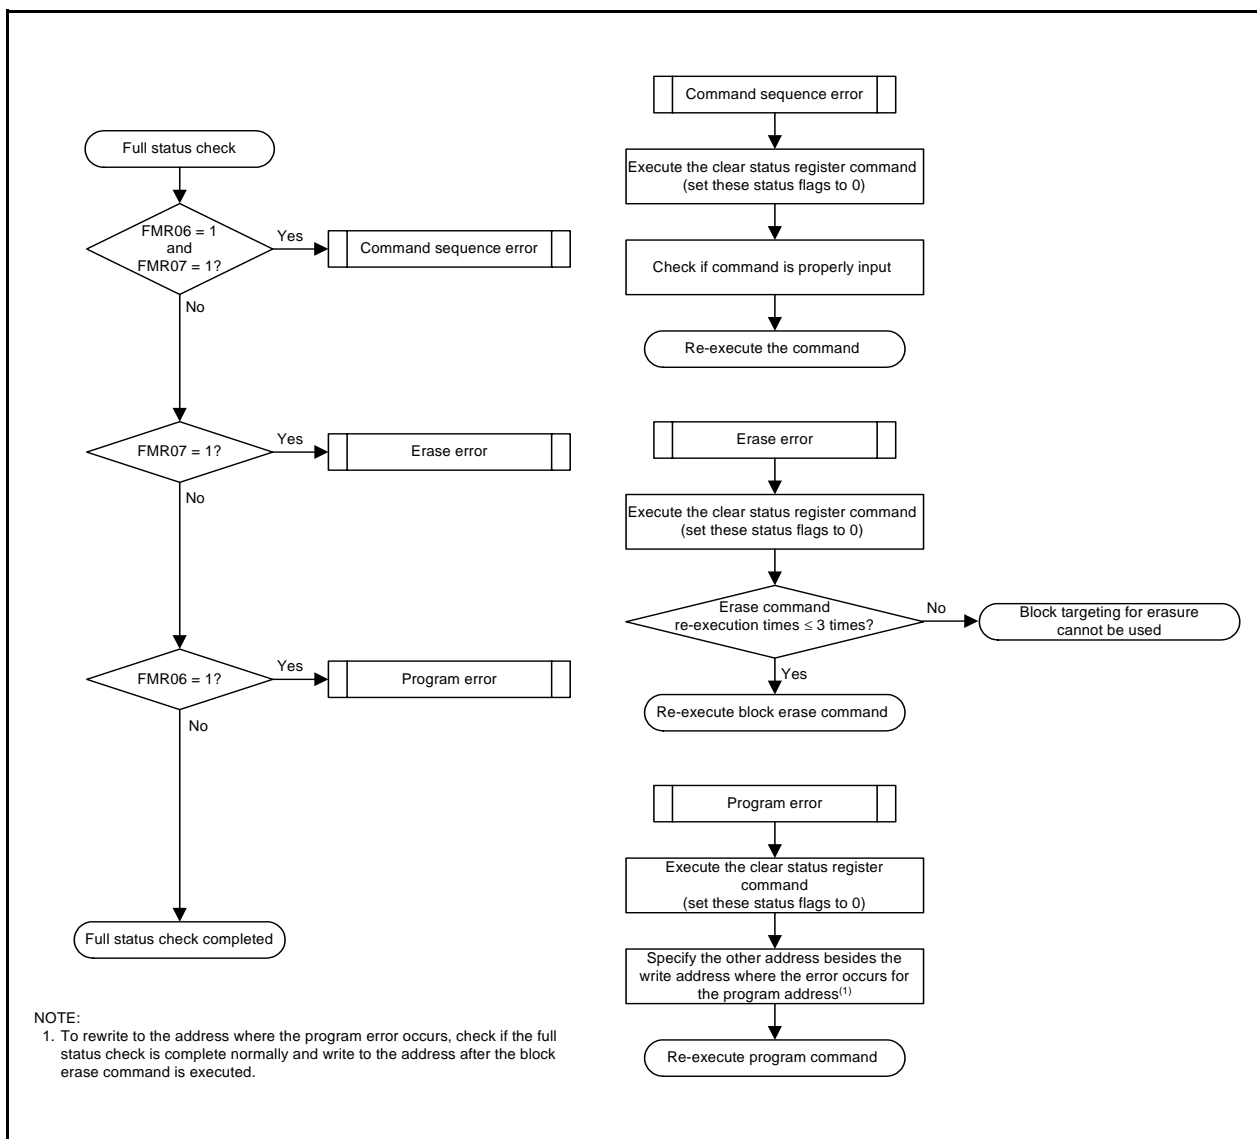 Full status check
FMR06 = 1
and
FMR07 = 1?
Yes
Command sequence error
No
FMR07 = 1?
Yes
Erase error
No
FMR06 = 1?
Yes
Program error
No
Full status check completed
NOTE:
1. To rewrite to the address where the program error occurs, check if the full
status check is complete normally and write to the address after the block
erase command is executed.
Command sequence error
Execute the clear status register command
(set these status flags to 0)
Check if command is properly input
Re-execute the command
Erase error
Execute the clear status register command
(set these status flags to 0)
Erase command
re-execution times ≤ 3 times?
No
Block targeting for erasure
cannot be used
Yes
Re-execute block erase command
Program error
Execute the clear status register
command
(set these status flags to 0)
Specify the other address besides the
write address where the error occurs for
the program address(1)
Re-execute program command